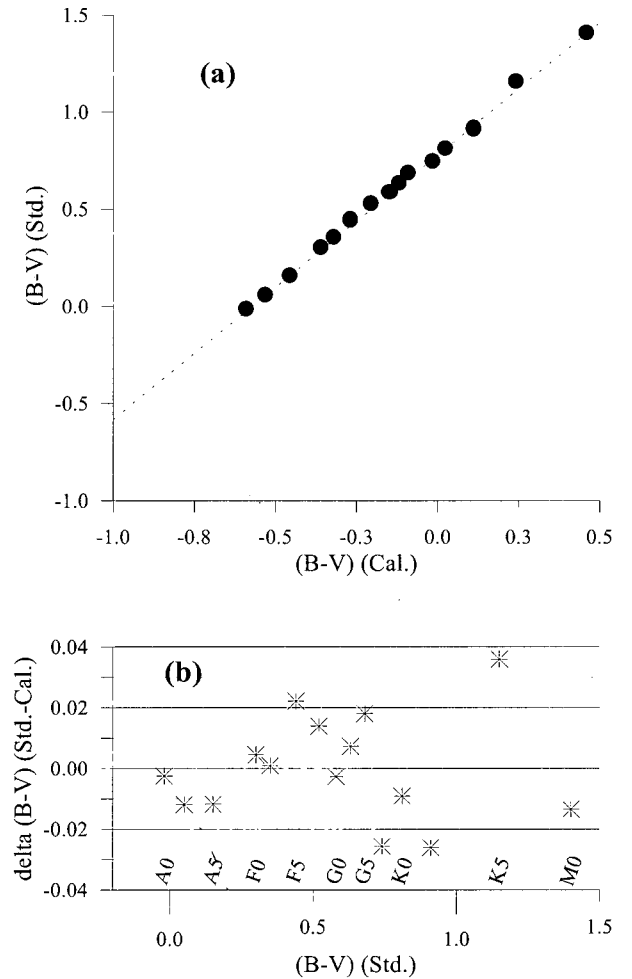 1.5
(a)
1.0
0.5
0.0
-0.5
-1.0
(B-V) (Std.)
-1.0 -0.8 -0.5 -0.3 0.0 0.3 0.5
(B-V) (Cal.)
0.04
(b)
0.02
0.00
-0.02
-0.04
delta (B-V) (Std.-Cal.)
A0 A5 F0 F5 G0 G5 K0 K5 M0
0.0 0.5 1.0 1.5
(B-V) (Std.)